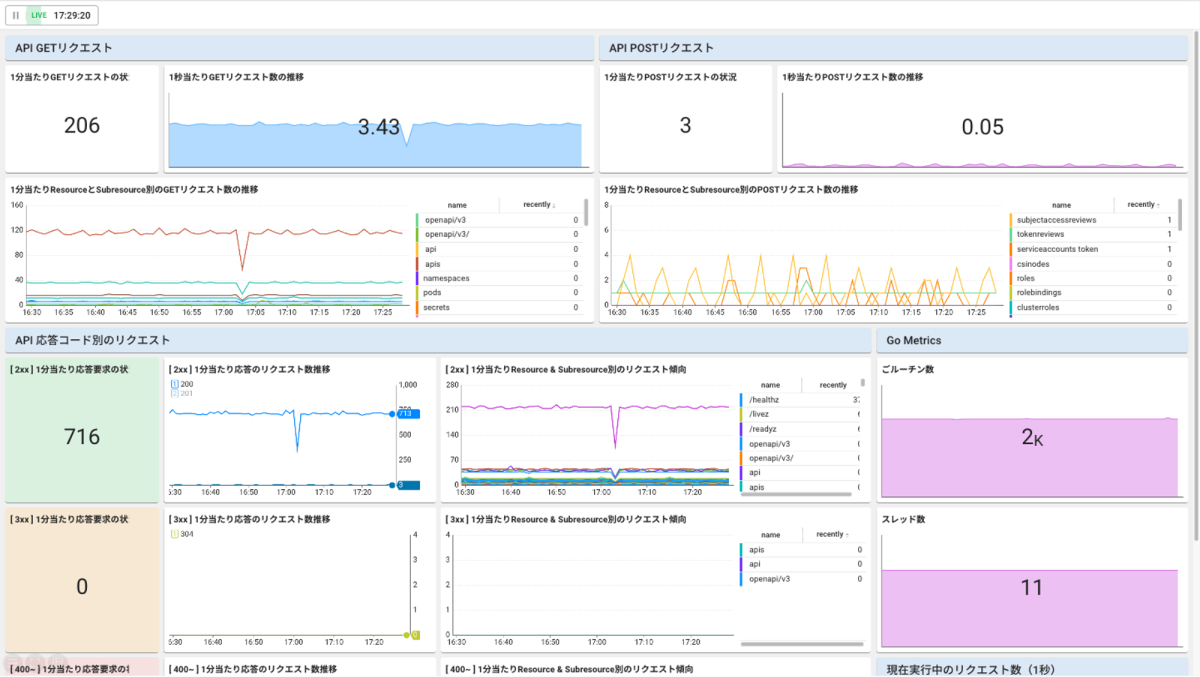 LIVE 17:29:20
API GETリクエスト
API POSTリクエスト
1分当たりGETリクエストの状
206
1秒当たりGETリクエスト数の推移
3.43
1分当たりPOSTリクエストの状況
3
1秒当たりPOSTリクエスト数の推移
0.05
1分当たりResourceとSubresource別のGETリクエスト数の推移
160
120
80
40
0
16:30 16:35 16:40 16:45 16:50 16:55 17:00 17:05 17:10 17:15 17:20 17:25
name recently ↓
openapi/v3 0
openapi/v3/ 0
api 0
apis 0
namespaces 0
pods 0
secrets 0
1分当たりResourceとSubresource別のPOSTリクエスト数の推移
8
6
4
2
0
16:30 16:35 16:40 16:45 16:50 16:55 17:00 17:05 17:10 17:15 17:20 17:25
name recently ↑
subjectaccessreviews 1
tokenreviews 1
serviceaccounts token 1
csinodes 0
roles 0
rolebindings 0
clusterroles 0
API 応答コード別のリクエスト
Go Metrics
[2xx] 1分当たり応答要求の状
716
[2xx] 1分当たり応答のリクエスト数推移
[1] 200
[2] 201
1,000
713
500
250
3
16:40 16:50 17:00 17:10 17:20
[2xx] 1分当たりResource & Subresource別のリクエスト傾向
280
210
140
70
0
16:30 16:40 16:50 17:00 17:10 17:20
name recently
/healthz
/livez
/readyz
openapi/v3
openapi/v3/
api
apis
ごルーチン数
2K
[3xx] 1分当たり応答要求の状
0
[3xx] 1分当たり応答のリクエスト数推移
[1] 304
4
3
2
1
0
16:40 16:50 17:00 17:10 17:20
[3xx] 1分当たりResource & Subresource別のリクエスト傾向
4
3
2
1
0
16:30 16:40 16:50 17:00 17:10 17:20
name recently ↑
apis 0
api 0
openapi/v3 0
スレッド数
11
[400~] 1分当たり応答要求の
[400~] 1分当たり応答のリクエスト数推移
[400~] 1分当たりResource & Subresource別のリクエスト傾向
現在実行中のリクエスト数（1秒）